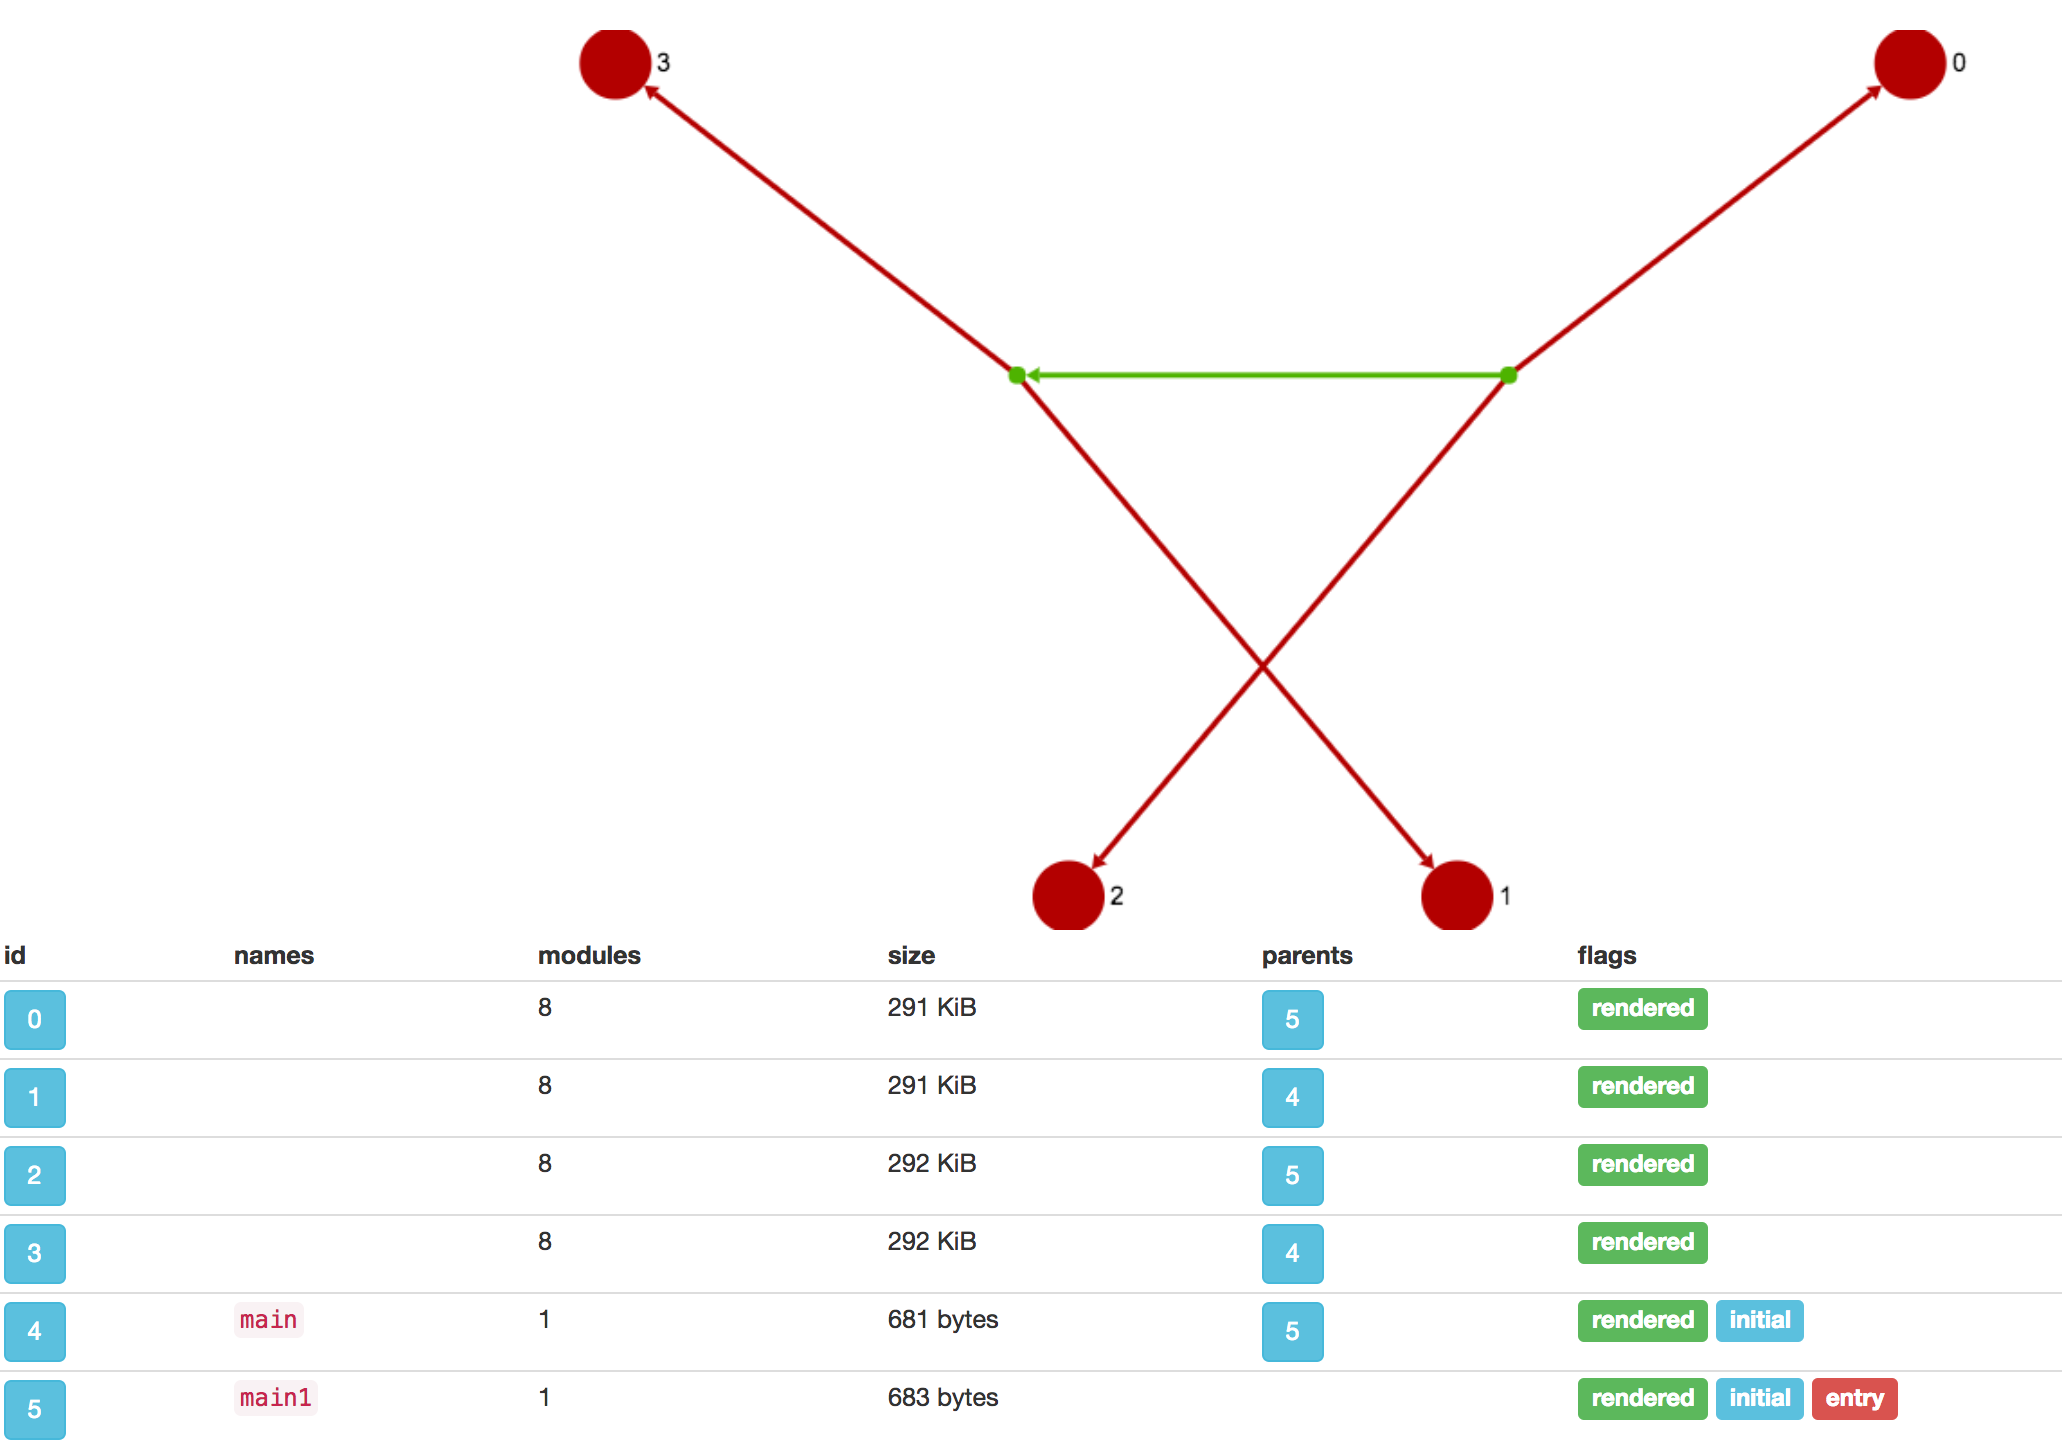 3 0
2 1
id names modules size parents flags
0 8 291 KiB 5 rendered
1 8 291 KiB 4 rendered
2 8 292 KiB 5 rendered
3 8 292 KiB 4 rendered
4 main 1 681 bytes 5 rendered initial
5 main1 1 683 bytes rendered initial entry